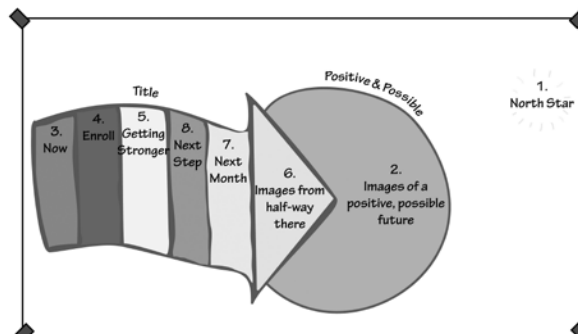 Title
Positive & Possible
1.
North Star
3.
Now
4.
Enroll
5.
Getting
Stronger
8.
Next
Step
7.
Next
Month
6.
Images from
half-way
there
2.
Images of a
positive, possible
future